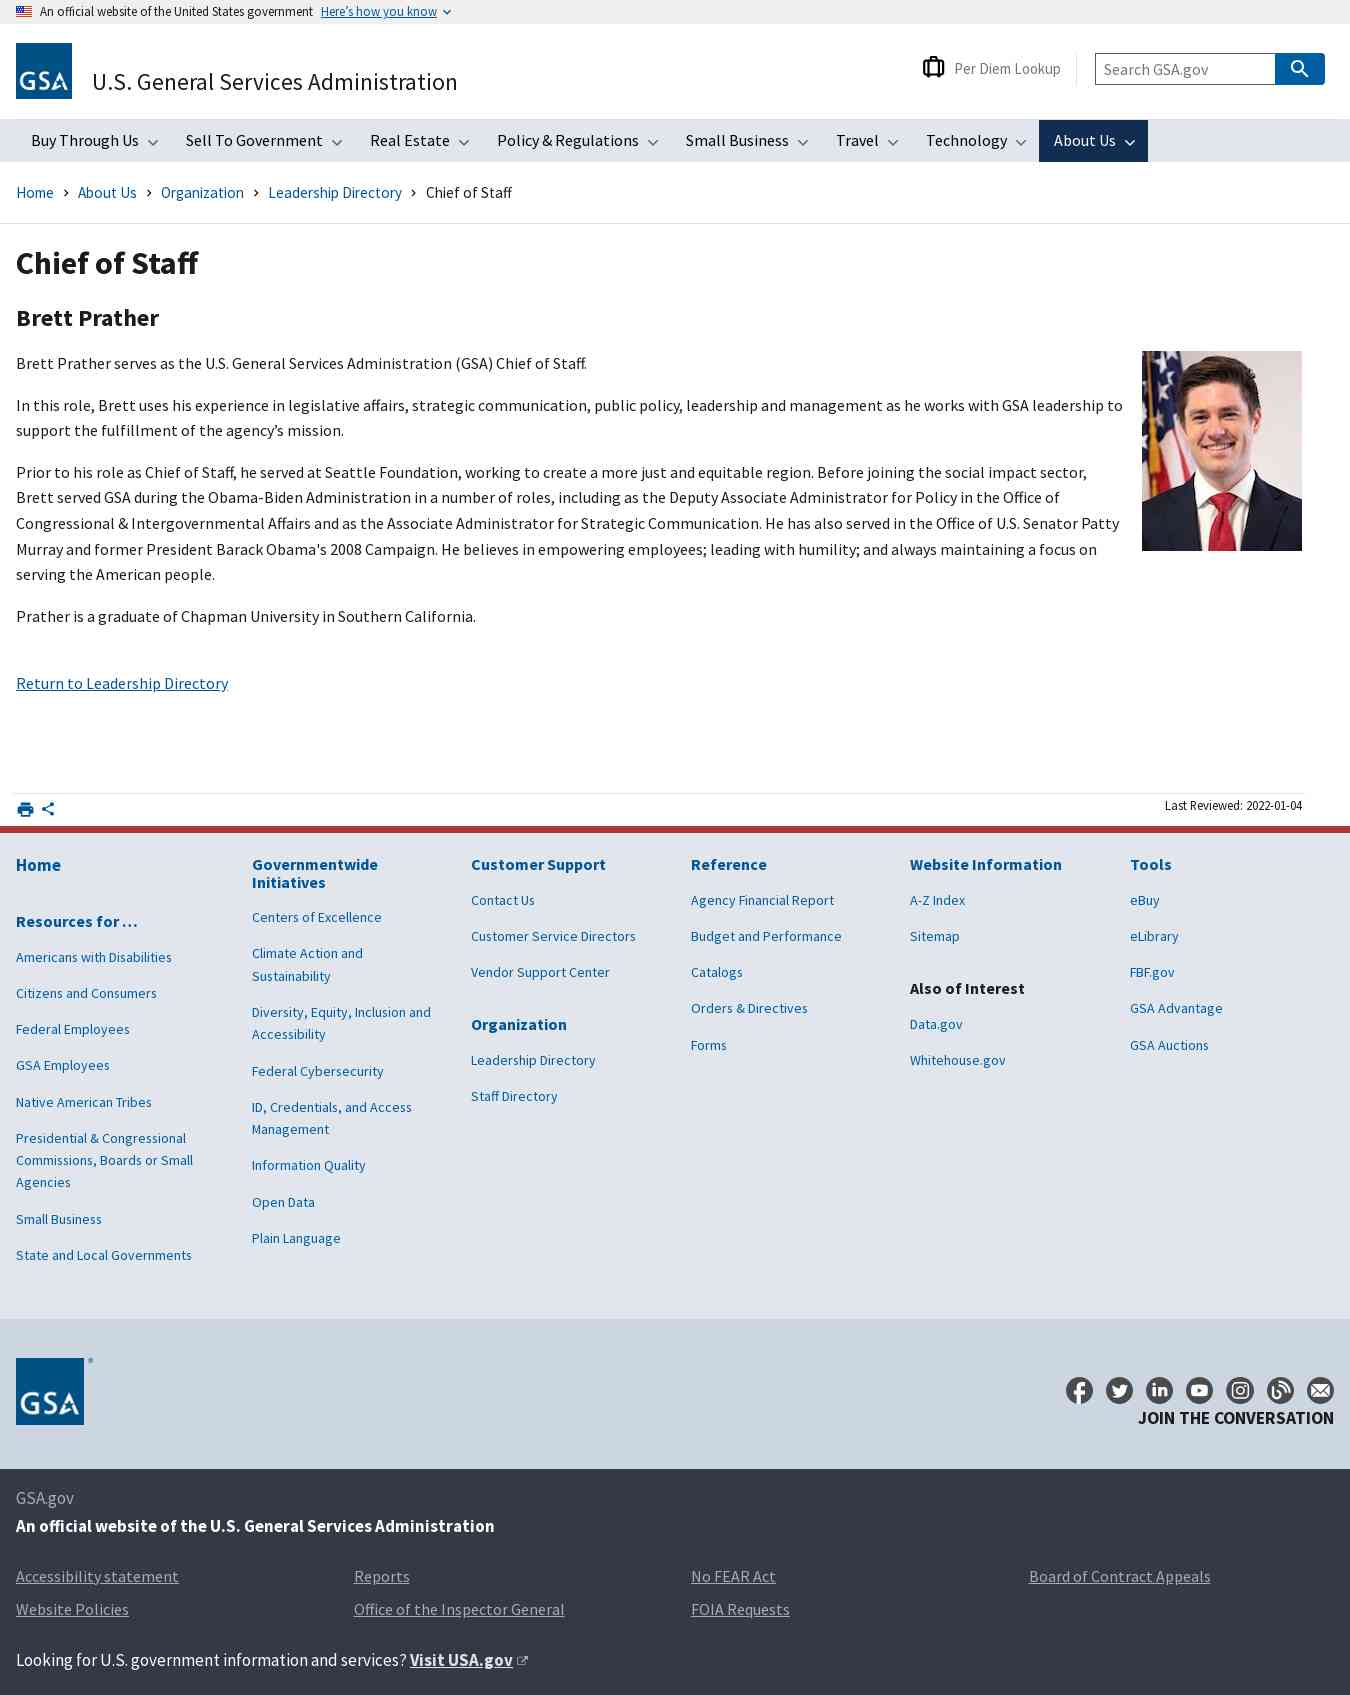 An official website of the United States government Here’s how you know
GSA
U.S. General Services Administration
Per Diem Lookup
Search GSA.gov
Buy Through Us Sell To Government Real Estate Policy & Regulations Small Business Travel Technology About Us
Home About Us Organization Leadership Directory Chief of Staff
Chief of Staff
Brett Prather
Brett Prather serves as the U.S. General Services Administration (GSA) Chief of Staff.
In this role, Brett uses his experience in legislative affairs, strategic communication, public policy, leadership and management as he works with GSA leadership to
support the fulfillment of the agency’s mission.
Prior to his role as Chief of Staff, he served at Seattle Foundation, working to create a more just and equitable region. Before joining the social impact sector,
Brett served GSA during the Obama-Biden Administration in a number of roles, including as the Deputy Associate Administrator for Policy in the Office of
Congressional & Intergovernmental Affairs and as the Associate Administrator for Strategic Communication. He has also served in the Office of U.S. Senator Patty
Murray and former President Barack Obama's 2008 Campaign. He believes in empowering employees; leading with humility; and always maintaining a focus on
serving the American people.
Prather is a graduate of Chapman University in Southern California.
Return to Leadership Directory
Last Reviewed: 2022-01-04
Home
Resources for …
Americans with Disabilities
Citizens and Consumers
Federal Employees
GSA Employees
Native American Tribes
Presidential & Congressional
Commissions, Boards or Small
Agencies
Small Business
State and Local Governments
Governmentwide
Initiatives
Centers of Excellence
Climate Action and
Sustainability
Diversity, Equity, Inclusion and
Accessibility
Federal Cybersecurity
ID, Credentials, and Access
Management
Information Quality
Open Data
Plain Language
Customer Support
Contact Us
Customer Service Directors
Vendor Support Center
Organization
Leadership Directory
Staff Directory
Reference
Agency Financial Report
Budget and Performance
Catalogs
Orders & Directives
Forms
Website Information
A-Z Index
Sitemap
Also of Interest
Data.gov
Whitehouse.gov
Tools
eBuy
eLibrary
FBF.gov
GSA Advantage
GSA Auctions
GSA
JOIN THE CONVERSATION
GSA.gov
An official website of the U.S. General Services Administration
Accessibility statement Reports No FEAR Act Board of Contract Appeals
Website Policies Office of the Inspector General FOIA Requests
Looking for U.S. government information and services? Visit USA.gov